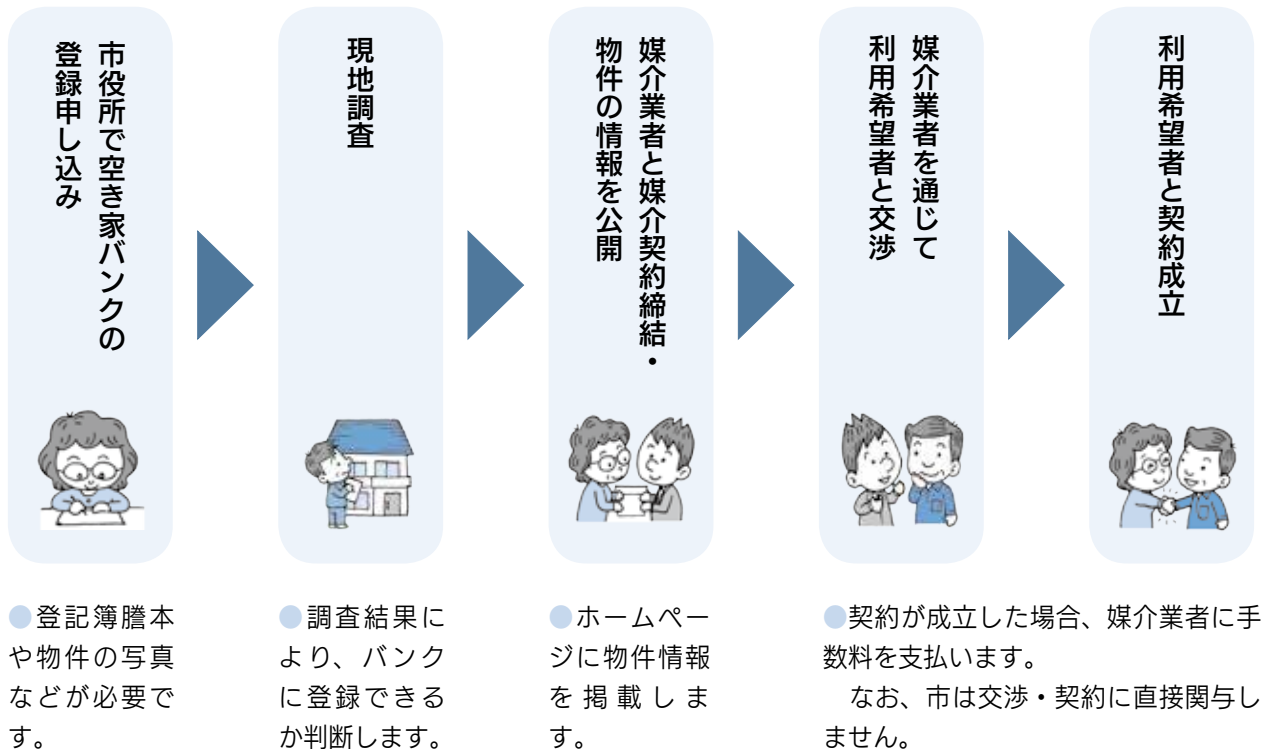 市役所で空き家バンクの
登録申し込み
現地調査
媒介業者と媒介契約締結・
物件の情報を公開
媒介業者を通じて
利用希望者と交渉
利用希望者と契約成立
●登記簿謄本
や物件の写真
などが必要で
す。
●調査結果に
より、バンク
に登録できる
か判断します。
●ホームペー
ジに物件情報
を掲載しま
す。
●契約が成立した場合、媒介業者に手
数料を支払います。
　なお、市は交渉・契約に直接関与し
ません。